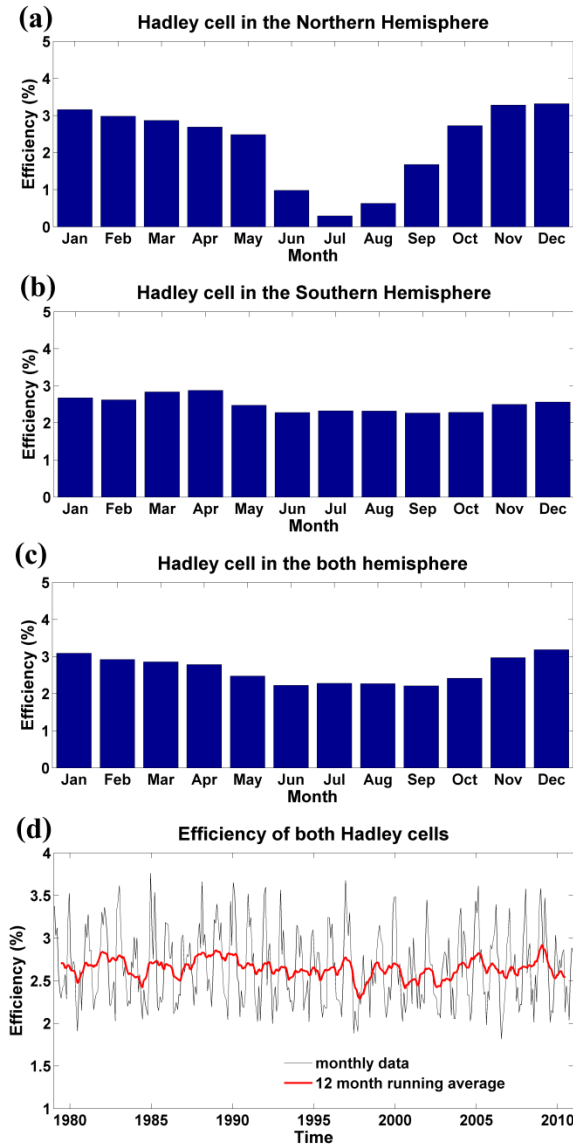 (a)
Hadley cell in the Northern Hemisphere
5
4
3
2
1
0
Efficiency (%)
Jan Feb Mar Apr May Jun Jul Aug Sep Oct Nov Dec
Month
(b)
Hadley cell in the Southern Hemisphere
5
4
3
2
1
0
Efficiency (%)
Jan Feb Mar Apr May Jun Jul Aug Sep Oct Nov Dec
Month
(c)
Hadley cell in the both hemisphere
5
4
3
2
1
0
Efficiency (%)
Jan Feb Mar Apr May Jun Jul Aug Sep Oct Nov Dec
Month
(d)
Efficiency of both Hadley cells
4
3.5
3
2.5
2
1.5
1
Efficiency (%)
monthly data
12 month running average
1980 1985 1990 1995 2000 2005 2010
Time